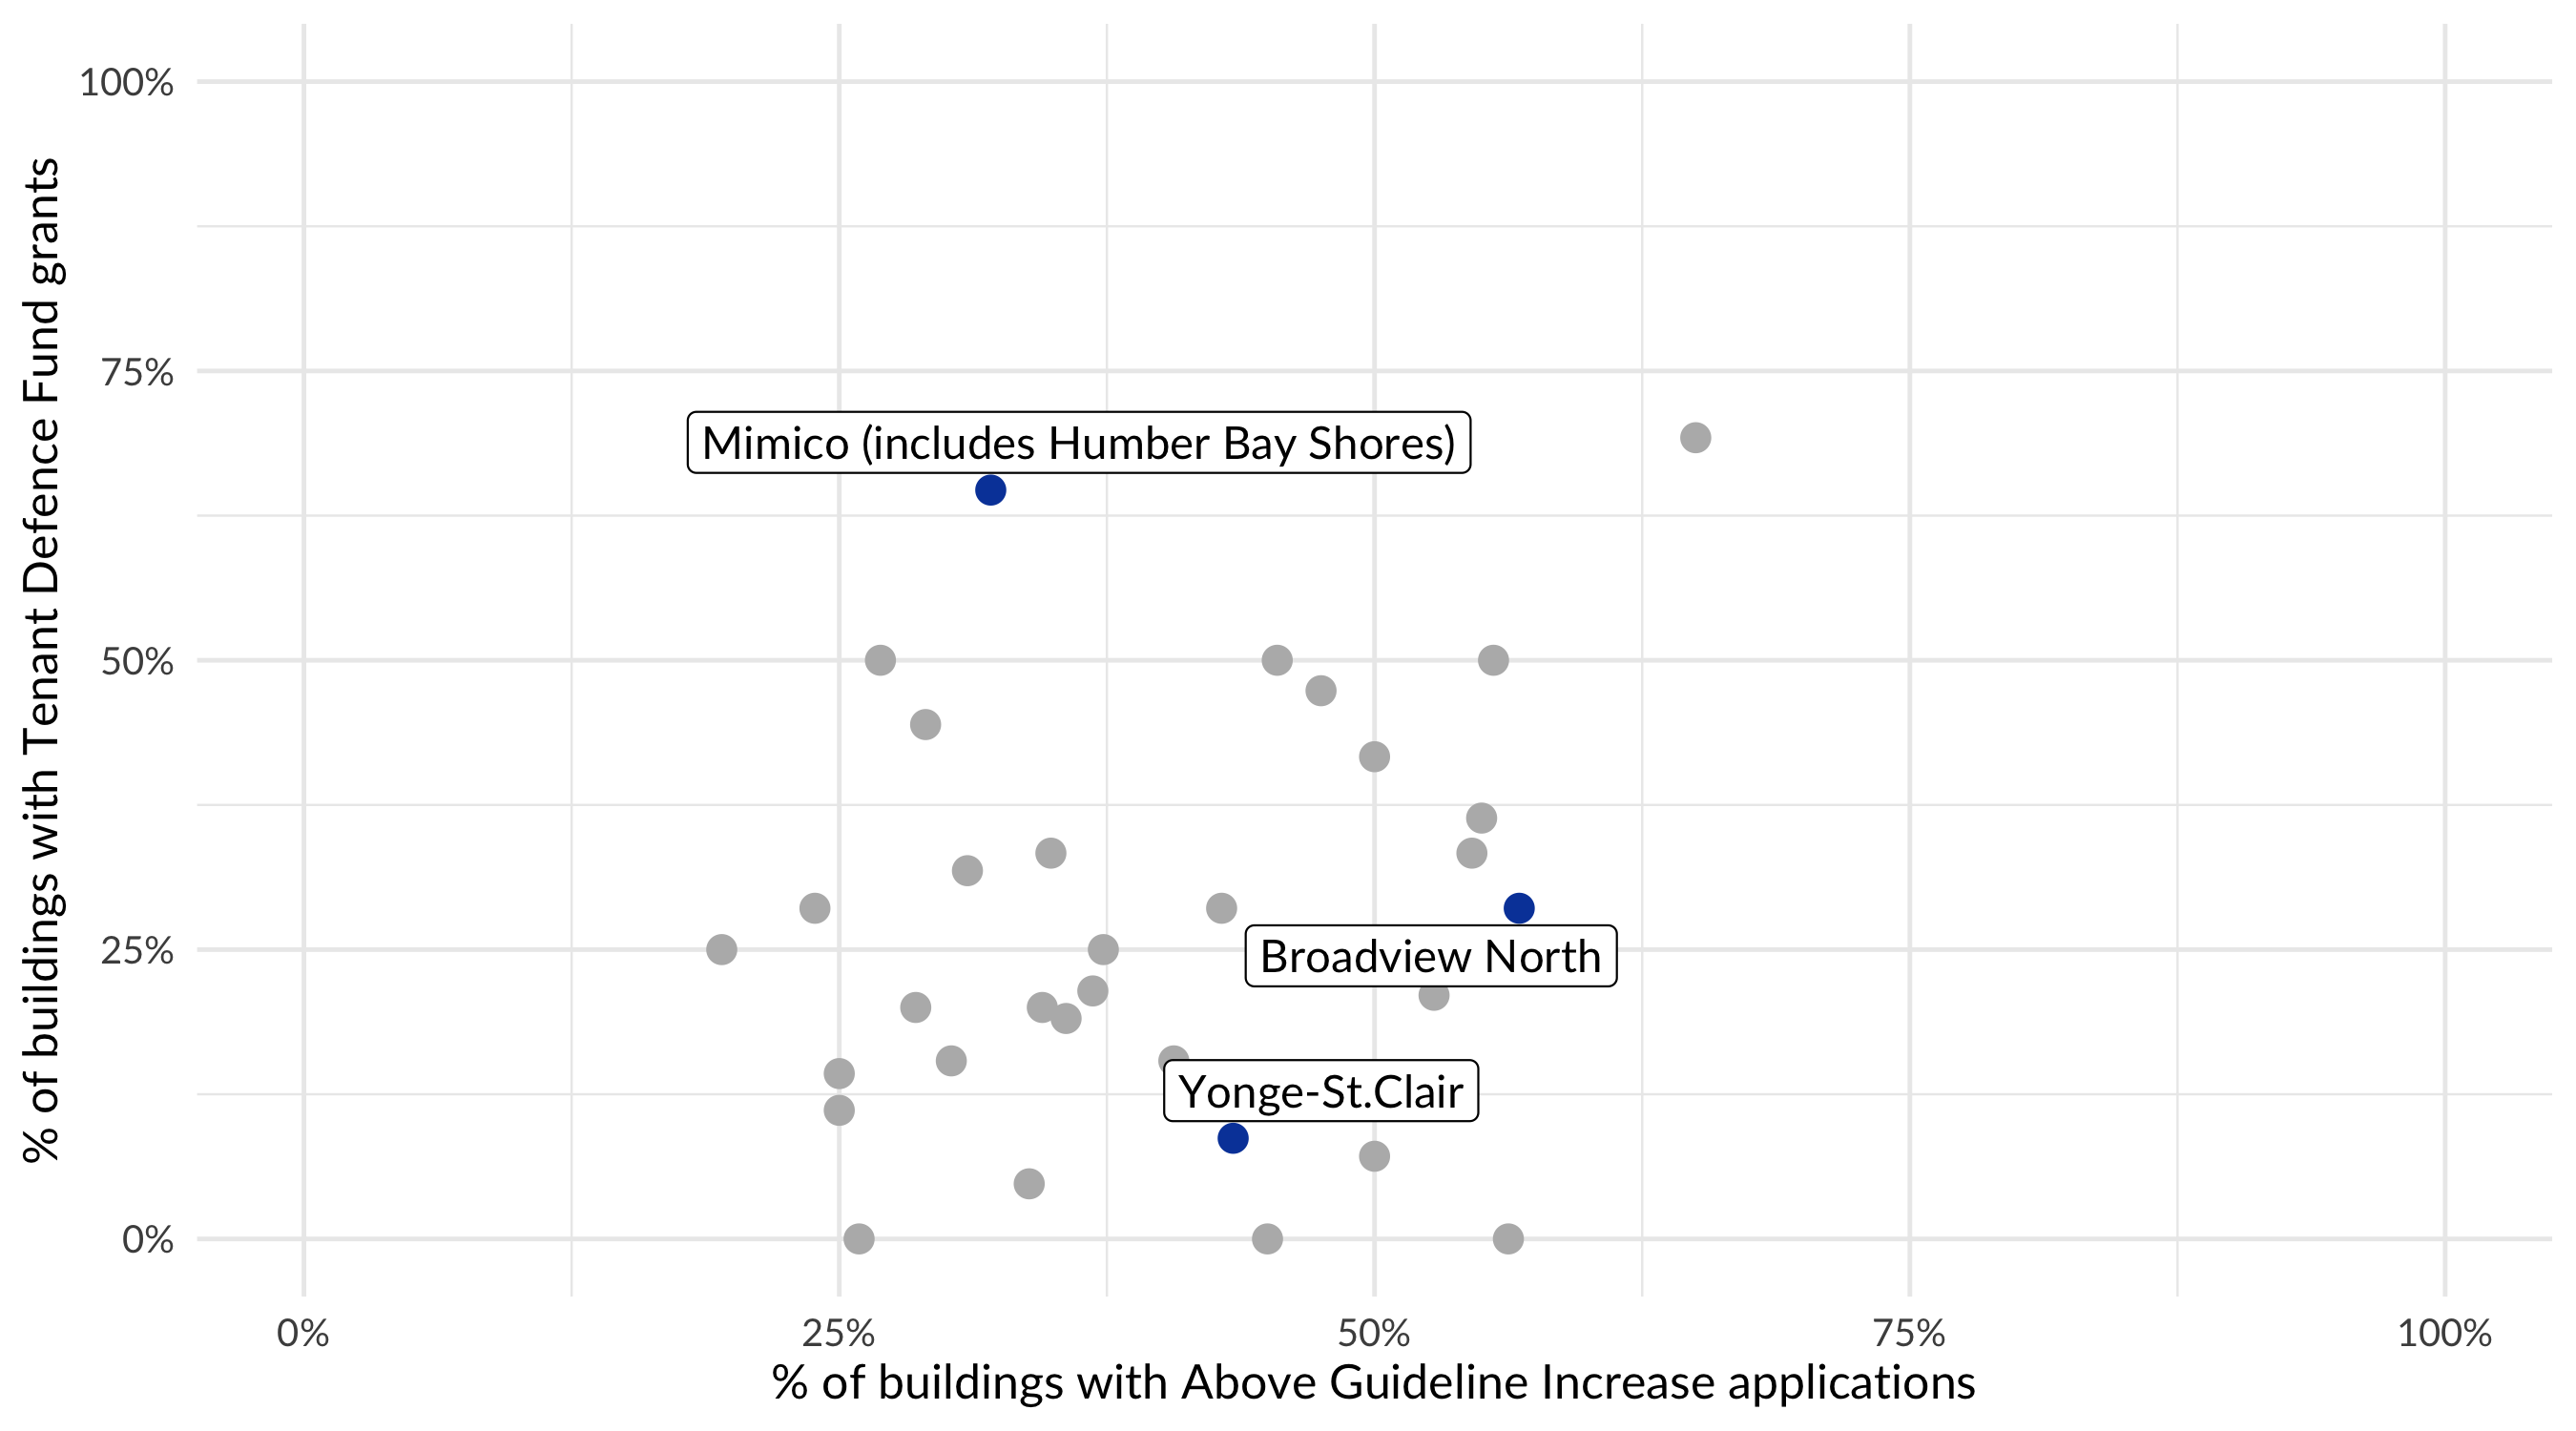 % of buildings with Tenant Defence Fund grants
100%
75%
50%
25%
0%
Mimico (includes Humber Bay Shores)
Broadview North
Yonge-St.Clair
0%
25%
50%
75%
100%
% of buildings with Above Guideline Increase applications